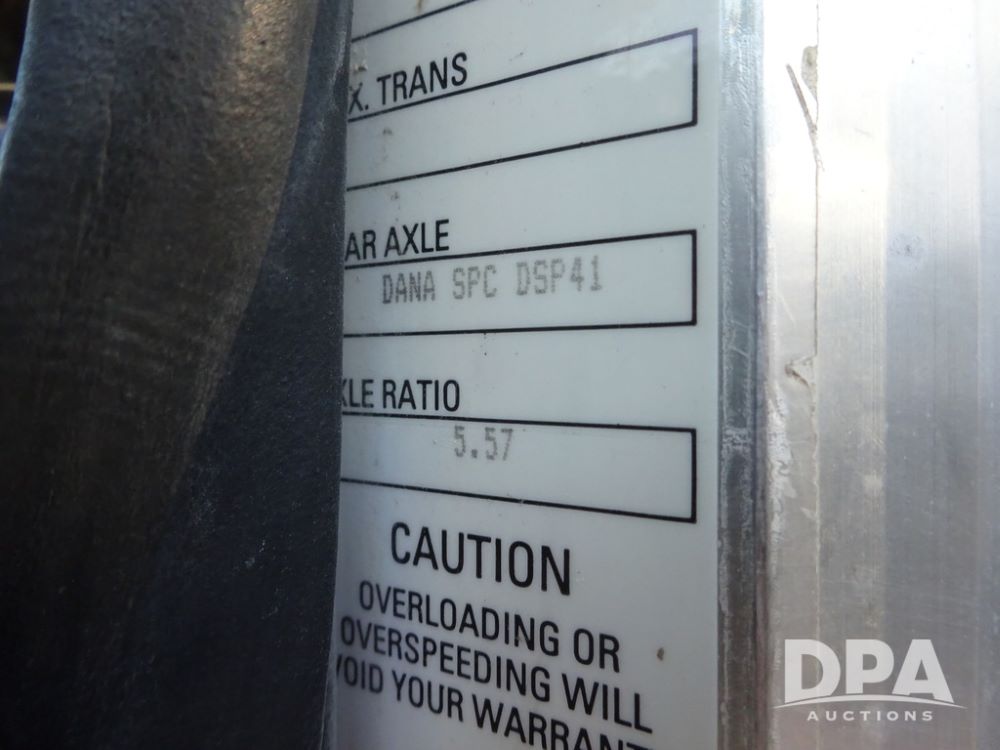 X. TRANS
AR AXLE
DANA SPC DSP41
XLE RATIO
5.57
CAUTION
OVERLOADING OR
OVERSPEEDING WILL
VOID YOUR WARRANT
DPA
AUCTIONS